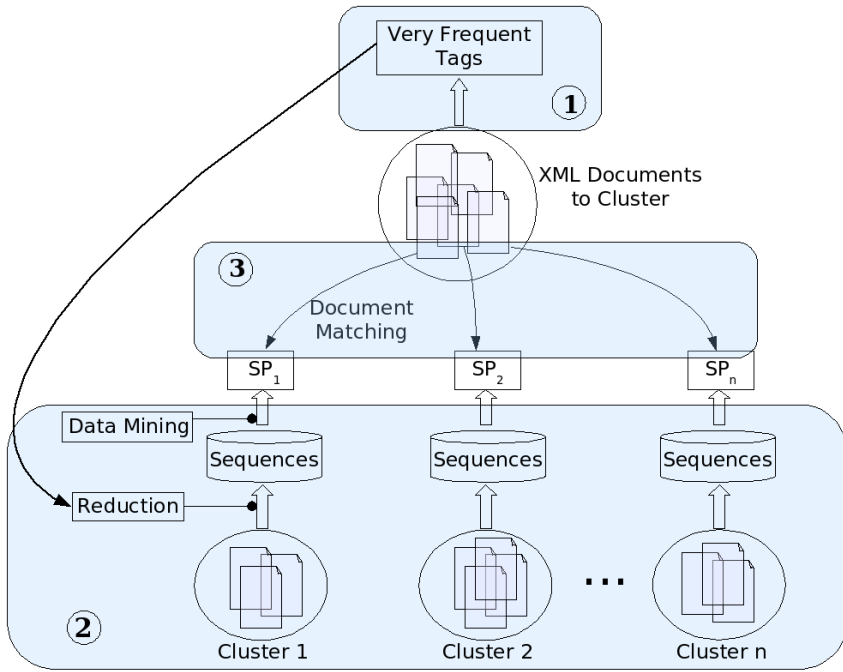 Very Frequent
Tags
1
XML Documents
to Cluster
3
Document
Matching
SP1
SP2
SPn
Data Mining
Sequences
Sequences
Sequences
Reduction
...
2
Cluster 1
Cluster 2
Cluster n